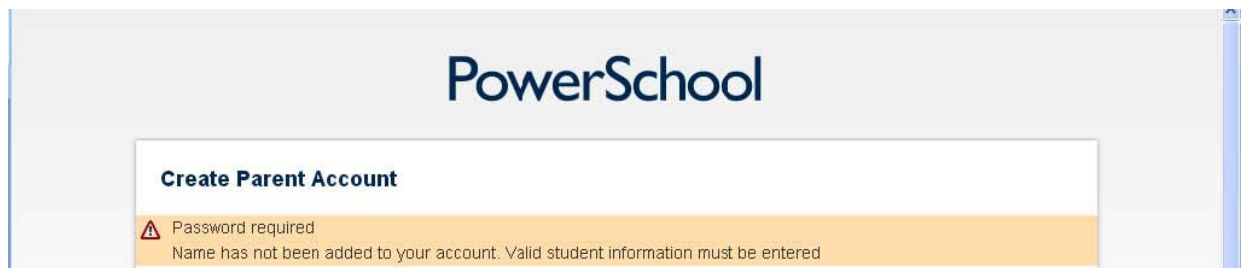 PowerSchool
Create Parent Account
Password required
Name has not been added to your account. Valid student information must be entered